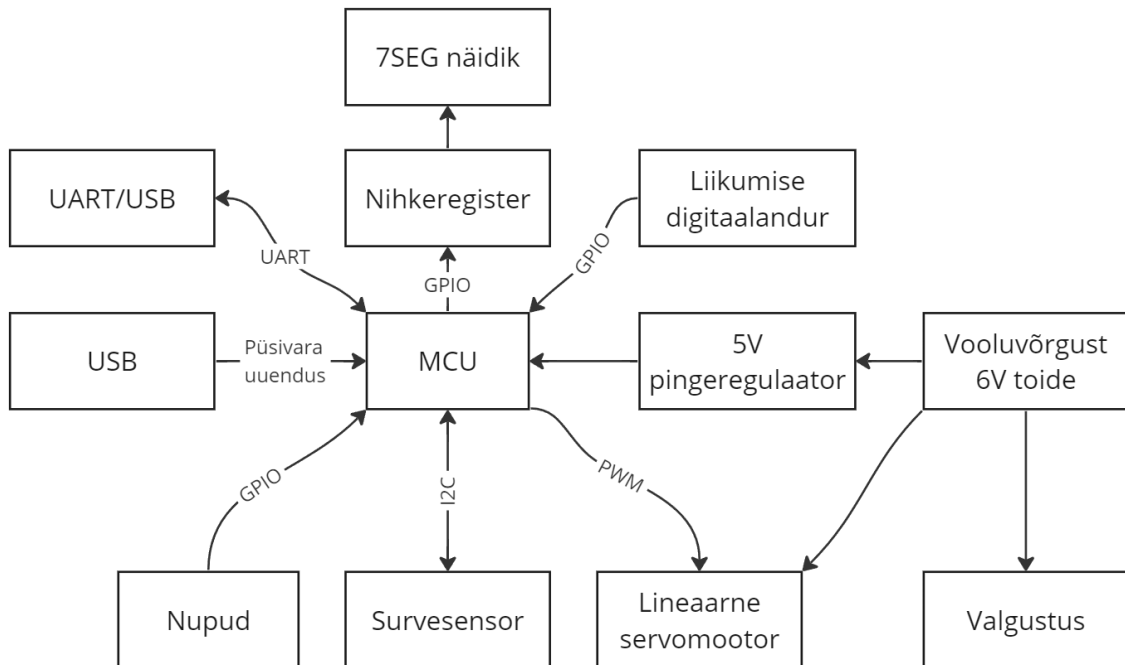 7SEG näidik
UART/USB
Nihkeregister
Liikumise
digitaalandur
UART
GPIO
GPIO
USB
Püsivara
uuendus
MCU
5V
pingeregulaator
Vooluvõrgust
6V toide
GPIO
I2C
PWM
Nupud
Survesensor
Lineaarne
servomootor
Valgustus